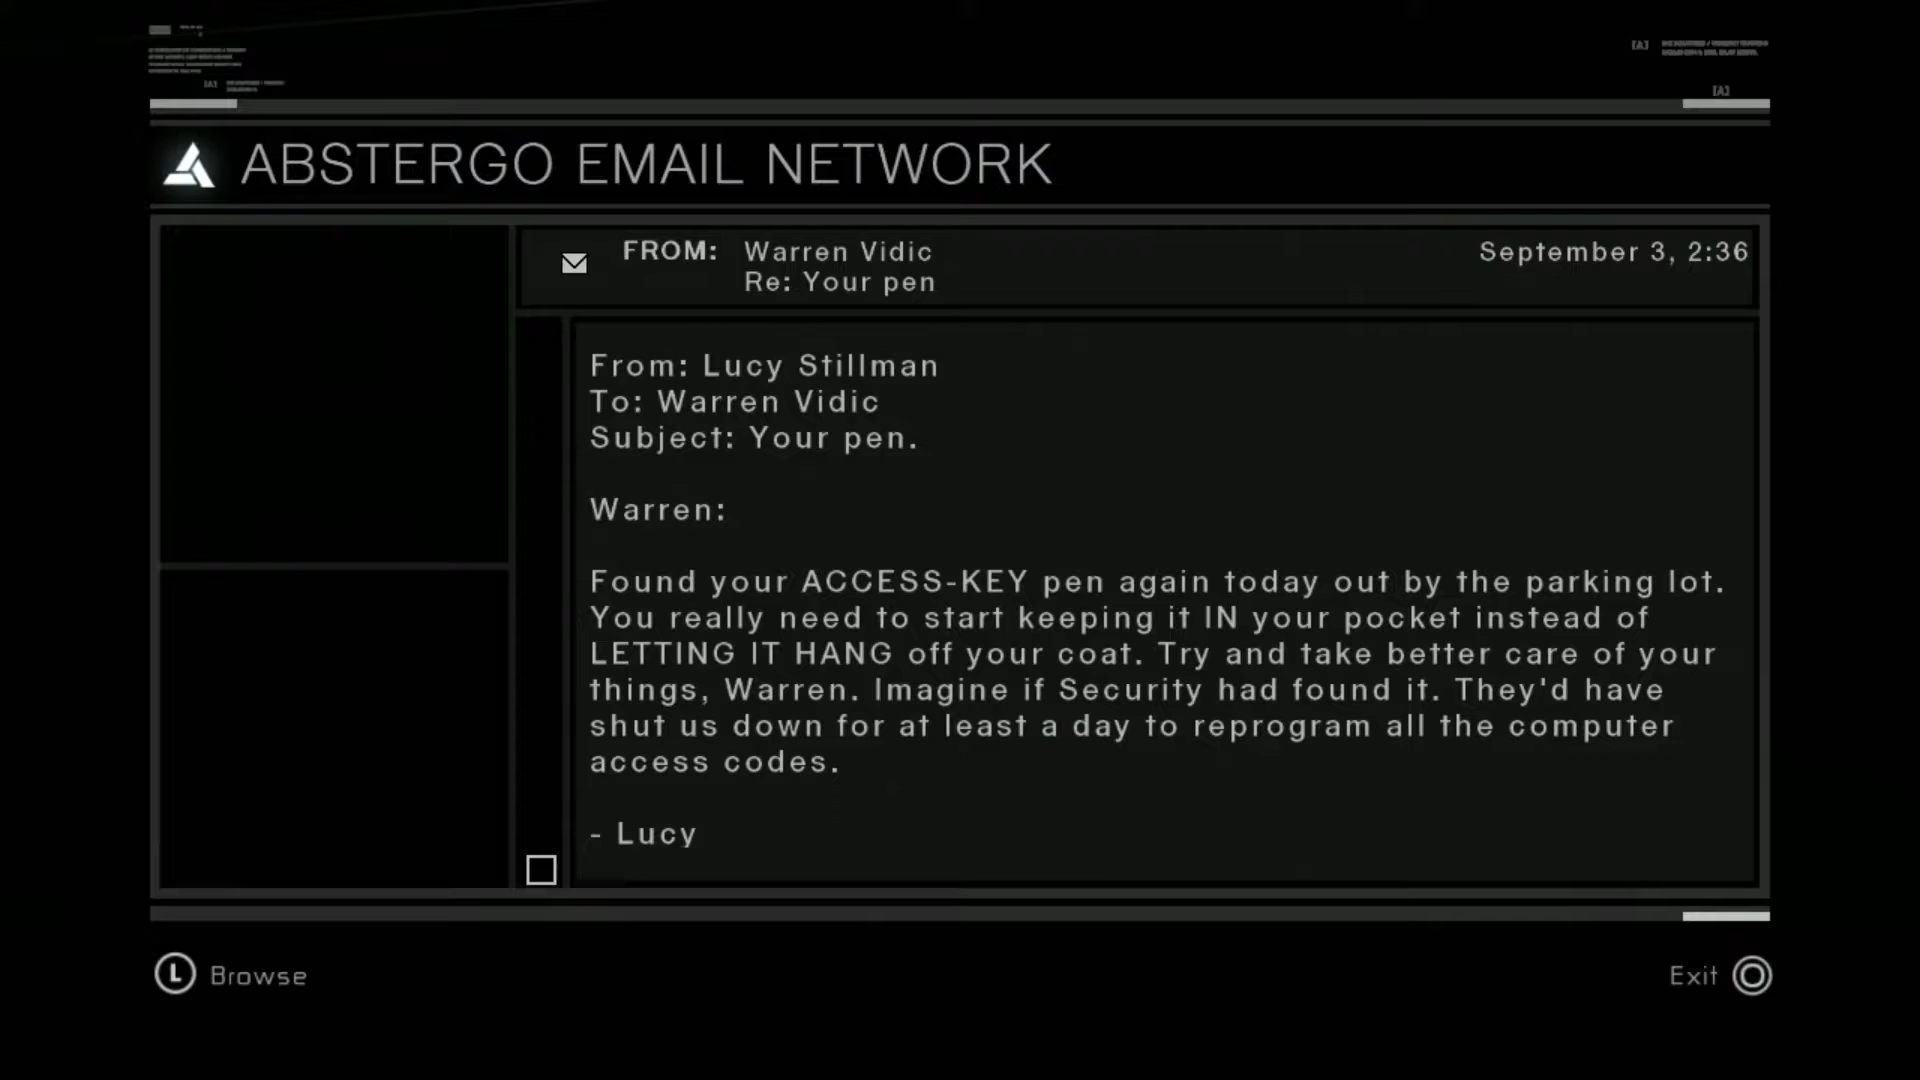 [A]
[A]
[A]
ABSTERGO EMAIL NETWORK
FROM: Warren Vidic
September 3, 2:36
Re: Your pen
From: Lucy Stillman
To: Warren Vidic
Subject: Your pen.
Warren:
Found your ACCESS-KEY pen again today out by the parking lot.
You really need to start keeping it IN your pocket instead of
LETTING IT HANG off your coat. Try and take better care of your
things, Warren. Imagine if Security had found it. They'd have
shut us down for at least a day to reprogram all the computer
access codes.
- Lucy
L Browse
Exit